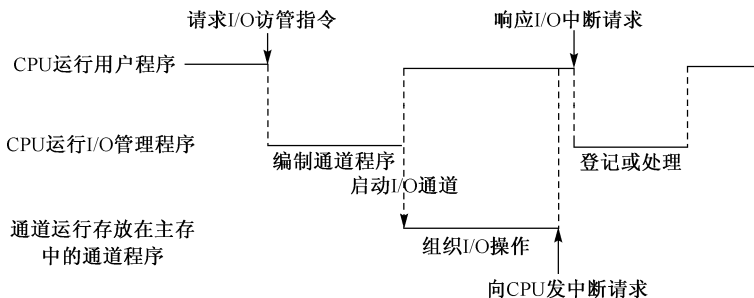 请求I/O访管指令
响应I/O中断请求
CPU运行用户程序
CPU运行I/O管理程序
编制通道程序
登记或处理
启动I/O通道
通道运行存放在主存
中的通道程序
组织I/O操作
向CPU发中断请求